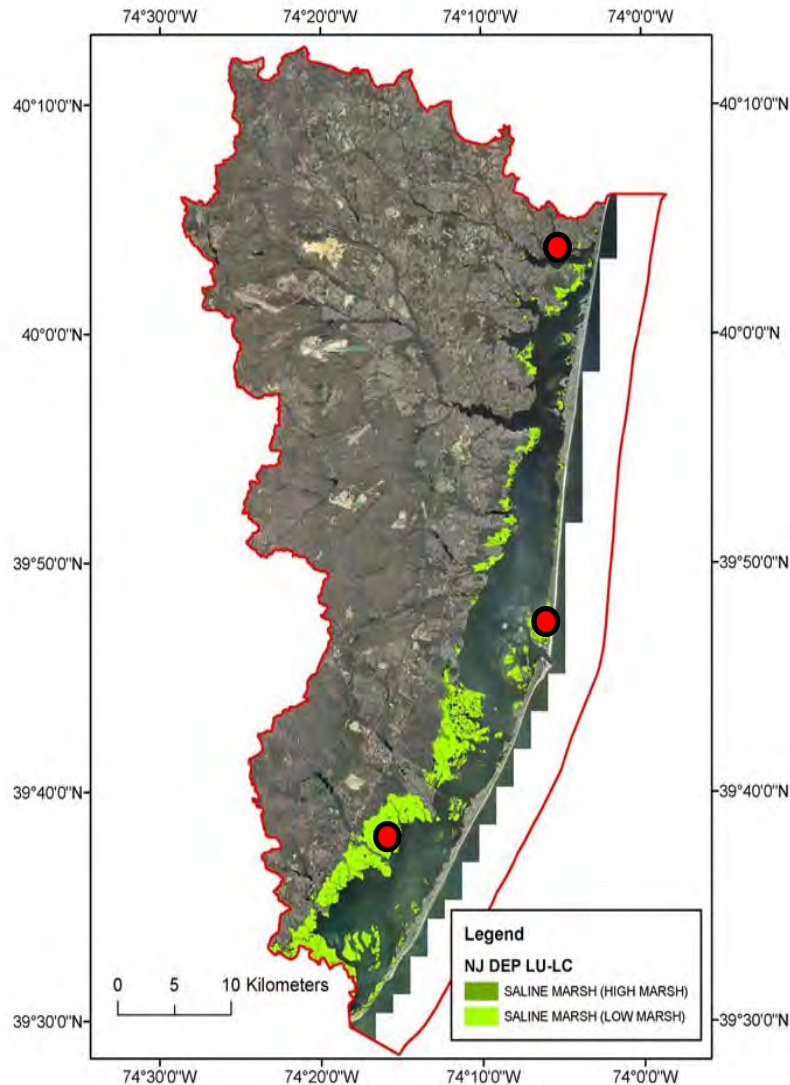 74°30'0"W 74°20'0"W 74°10'0"W 74°0'0"W
40°10'0"N 40°10'0"N
40°0'0"N 40°0'0"N
39°50'0"N 39°50'0"N
39°40'0"N 39°40'0"N
Legend
NJ DEP LU-LC
0 5 10 Kilometers
SALINE MARSH (HIGH MARSH)
SALINE MARSH (LOW MARSH)
39°30'0"N 39°30'0"N
74°30'0"W 74°20'0"W 74°10'0"W 74°0'0"W